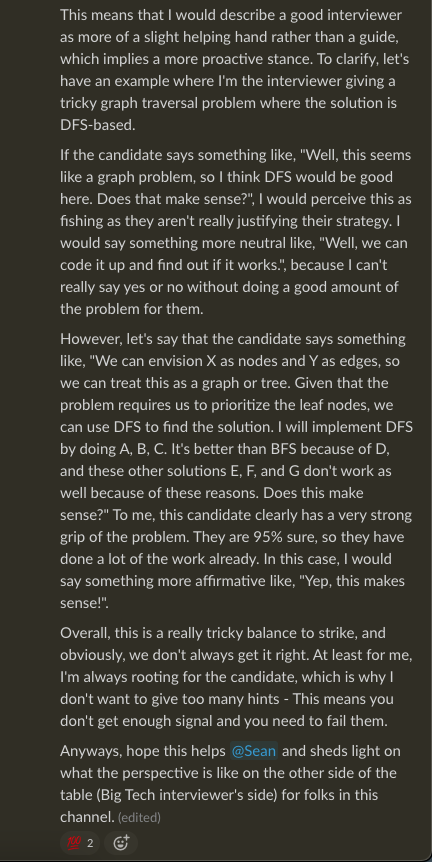 This means that I would describe a good interviewer
as more of a slight helping hand rather than a guide,
which implies a more proactive stance. To clarify, let's
have an example where I'm the interviewer giving a
tricky graph traversal problem where the solution is
DFS-based.
If the candidate says something like, "Well, this seems
like a graph problem, so I think DFS would be good
here. Does that make sense?", I would perceive this as
fishing as they aren't really justifying their strategy. I
would say something more neutral like, "Well, we can
code it up and find out if it works.", because I can't
really say yes or no without doing a good amount of
the problem for them.
However, let's say that the candidate says something
like, "We can envision X as nodes and Y as edges, so
we can treat this as a graph or tree. Given that the
problem requires us to prioritize the leaf nodes, we
can use DFS to find the solution. I will implement DFS
by doing A, B, C. It's better than BFS because of D,
and these other solutions E, F, and G don't work as
well because of these reasons. Does this make
sense?" To me, this candidate clearly has a very strong
grip of the problem. They are 95% sure, so they have
done a lot of the work already. In this case, I would
say something more affirmative like, "Yep, this makes
sense!".
Overall, this is a really tricky balance to strike, and
obviously, we don't always get it right. At least for me,
I'm always rooting for the candidate, which is why I
don't want to give too many hints - This means you
don't get enough signal and you need to fail them.
Anyways, hope this helps @Sean and sheds light on
what the perspective is like on the other side of the
table (Big Tech interviewer's side) for folks in this
channel. (edited)
💯 2